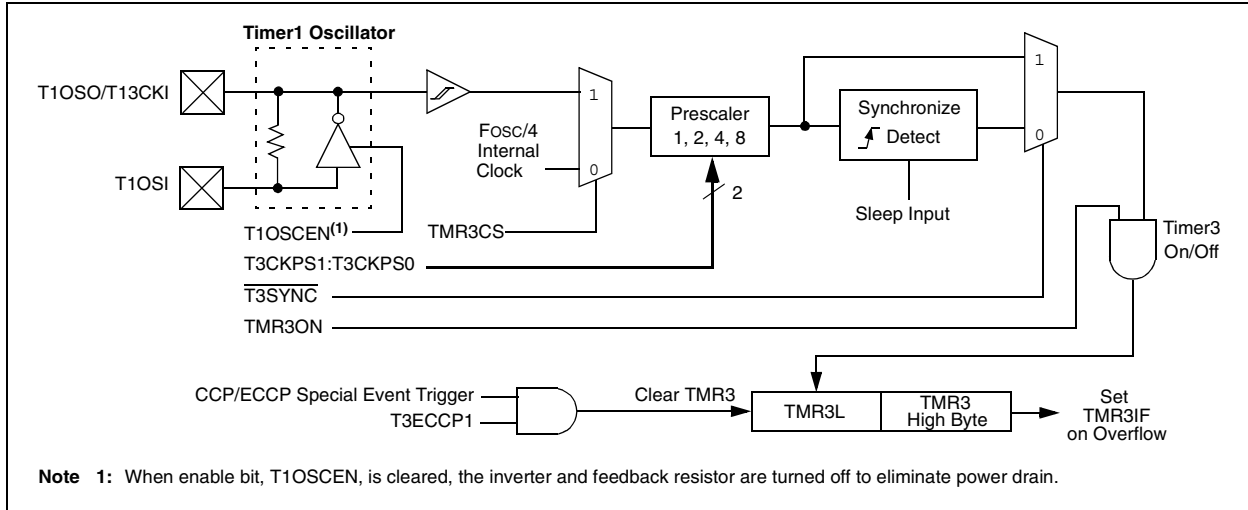 Timer1 Oscillator
T1OSO/T13CKI
T1OSI
1
FOSC/4
Internal
Clock
0
Prescaler
1, 2, 4, 8
2
Synchronize
Detect
1
0
Sleep Input
T1OSCEN(1)
TMR3CS
T3CKPS1:T3CKPS0
T3SYNC
TMR3ON
Timer3
On/Off
CCP/ECCP Special Event Trigger
T3ECCP1
Clear TMR3
TMR3L
TMR3
High Byte
Set
TMR3IF
on Overflow
Note 1: When enable bit, T1OSCEN, is cleared, the inverter and feedback resistor are turned off to eliminate power drain.